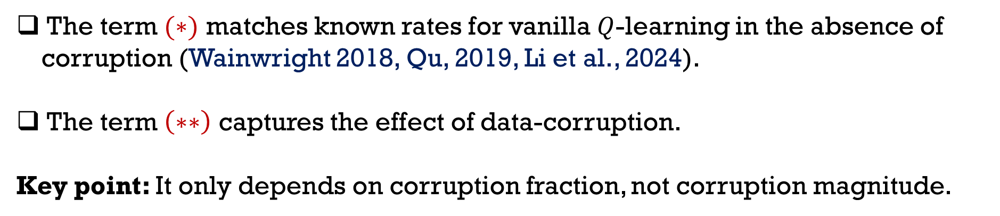 ❑ The term (∗) matches known rates for vanilla Q-learning in the absence of
corruption (Wainwright 2018, Qu, 2019, Li et al., 2024).
❑ The term (∗∗) captures the effect of data-corruption.
Key point: It only depends on corruption fraction, not corruption magnitude.